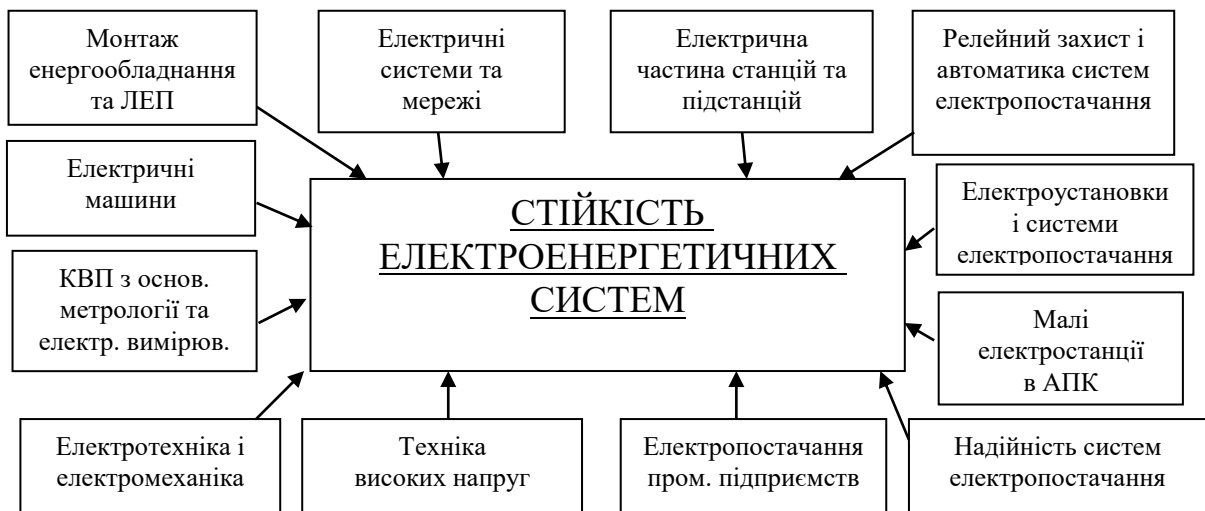 Монтаж
енергообладнання
та ЛЕП
Електричні
системи та
мережі
Електрична
частина станцій та
підстанцій
Релейний захист і
автоматика систем
електропостачання
Електричні
машини
СТІЙКІСТЬ
ЕЛЕКТРОЕНЕРГЕТИЧНИХ
СИСТЕМ
Електроустановки
і системи
електропостачання
КВП з основ.
метрології та
електр. вимірюв.
Малі
електростанції
в АПК
Електротехніка і
електромеханіка
Техніка
високих напруг
Електропостачання
пром. підприємств
Надійність систем
електропостачання